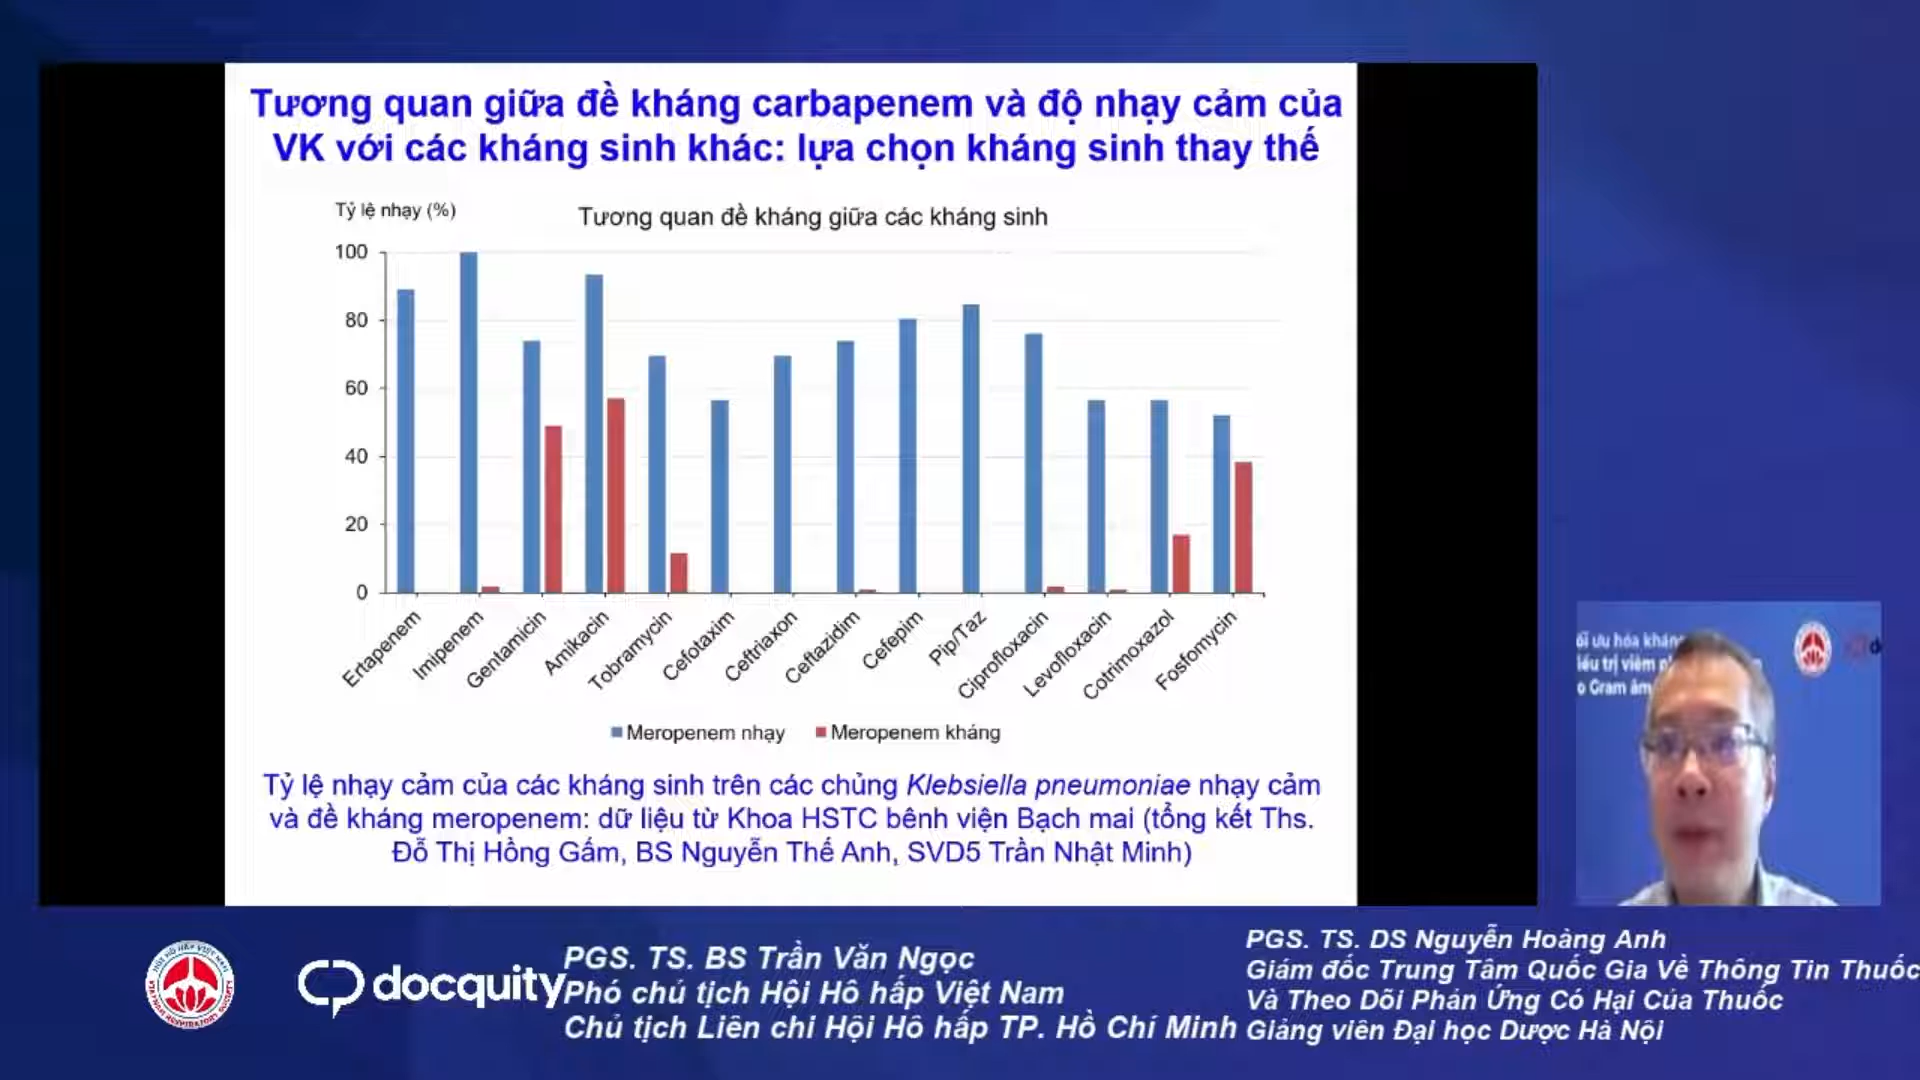 Tương quan giữa đề kháng carbapenem và độ nhạy cảm của
VK với các kháng sinh khác: lựa chọn kháng sinh thay thế
Tỷ lệ nhạy (%)
Tương quan đề kháng giữa các kháng sinh
100
80
60
40
20
0
Ertapenem
Imipenem
Gentamicin
Amikacin
Tobramycin
Cefotaxim
Ceftriaxon
Ceftazidim
Cefepim
Pip/Taz
Ciprofloxacin
Levofloxacin
Cotrimoxazol
Fosfomycin
Meropenem nhạy
Meropenem kháng
Tỷ lệ nhạy cảm của các kháng sinh trên các chủng Klebsiella pneumoniae nhạy cảm
và đề kháng meropenem: dữ liệu từ Khoa HSTC bênh viện Bạch mai (tổng kết Ths.
Đỗ Thị Hồng Gấm, BS Nguyễn Thế Anh, SVD5 Trần Nhật Minh)
ưu hóa kháng
trị viêm
o Gram âm
docquity
PGS. TS. BS Trần Văn Ngọc
Phó chủ tịch Hội Hô hấp Việt Nam
Chủ tịch Liên chi Hội Hô hấp TP. Hồ Chí Minh
PGS. TS. DS Nguyễn Hoàng Anh
Giám đốc Trung Tâm Quốc Gia Về Thông Tin Thuốc
Và Theo Dõi Phản Ứng Có Hại Của Thuốc
Giảng viên Đại học Dược Hà Nội